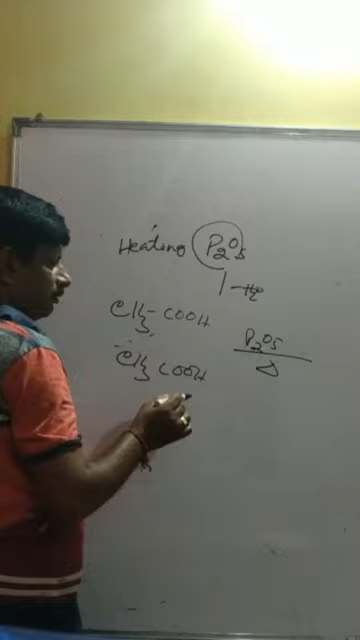 Heating P2O5
-H2O
CH3-COOH
CH3COOH P2O5
Δ